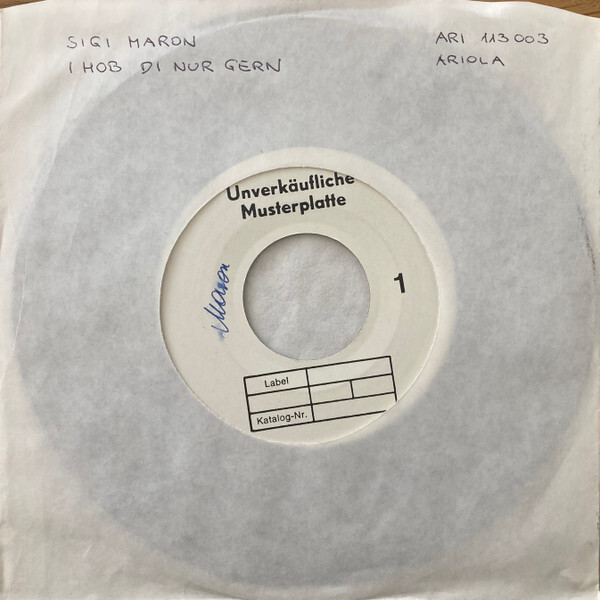 SIGI MARON
I HOB DI NUR GERN
ARI 113 003
ARIOLA
Unverkäufliche
Musterplatte
Maron
1
Label
Katalog-Nr.